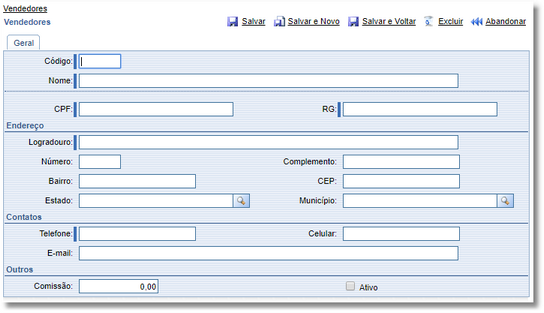 Vendedores
Vendedores Salvar Salvar e Novo Salvar e Voltar Excluir Abandonar
Geral
Código:
Nome:
CPF: RG:
Endereço
Logradouro:
Número: Complemento:
Bairro: CEP:
Estado: Município:
Contatos
Telefone: Celular:
E-mail:
Outros
Comissão: 0,00 Ativo